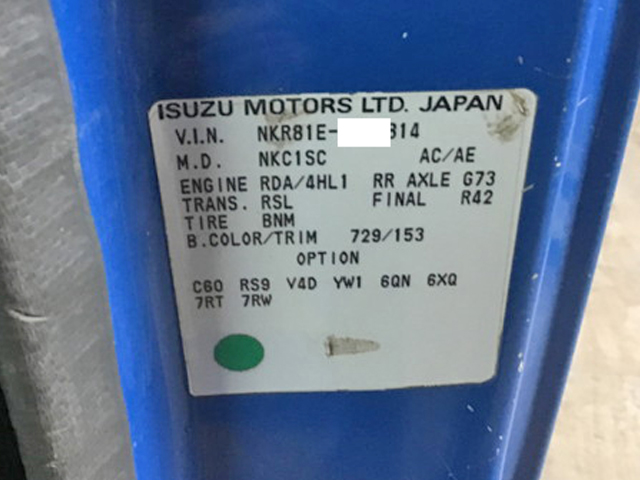 ISUZU MOTORS LTD. JAPAN
V.I.N. NKR81E- 814
M.D. NKC1SC AC/AE
ENGINE RDA/4HL1 RR AXLE G73
TRANS. RSL FINAL R42
TIRE BNM
B.COLOR/TRIM 729/153
OPTION
C60 RS9 V4D YW1 6QN 6XQ
7RT 7RW